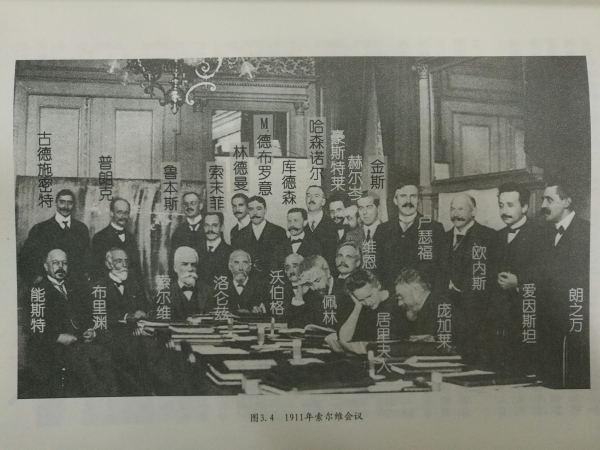 古德施密特
普朗克
鲁本斯
索末菲
林德曼
M.德布罗意
库德森
哈森诺尔
豪斯特莱
赫尔岑
金斯
卢瑟福
欧内斯
爱因斯坦
朗之万
能斯特
布里渊
索尔维
洛仑兹
沃伯格
佩林
维恩
居里夫人
庞加莱
图3.4 1911年索尔维会议